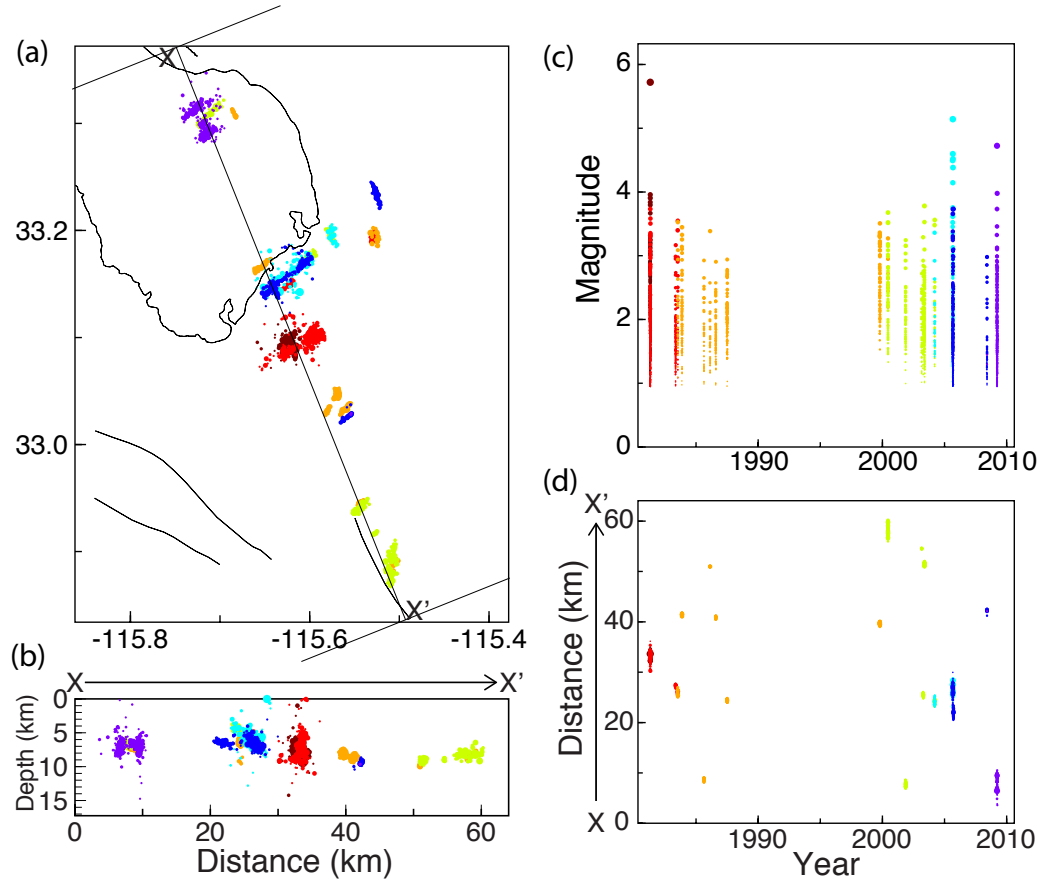 (a)
X
33.2
33.0
X'
-115.8
-115.6
-115.4
(b)
X
X'
Depth (km)
0
5
10
15
0
20
40
60
Distance (km)
(c)
Magnitude
6
4
2
0
1990
2000
2010
(d)
X'
X
Distance (km)
60
40
20
0
1990
2000
2010
Year